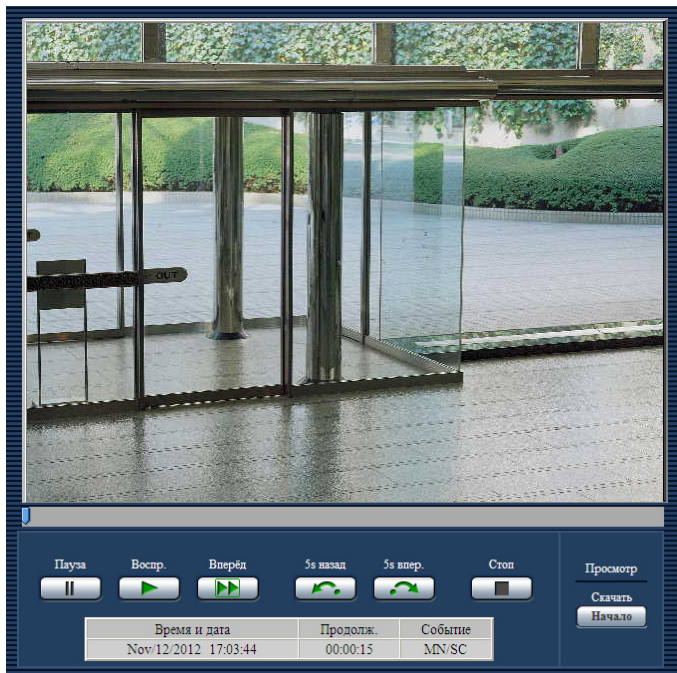 OUT
Пауза Воспр. Вперёд 5s назад 5s впер. Стоп
Просмотр
Скачать
Начало
Время и дата Продолж. Событие
Nov/12/2012 17:03:44 00:00:15 MN/SC